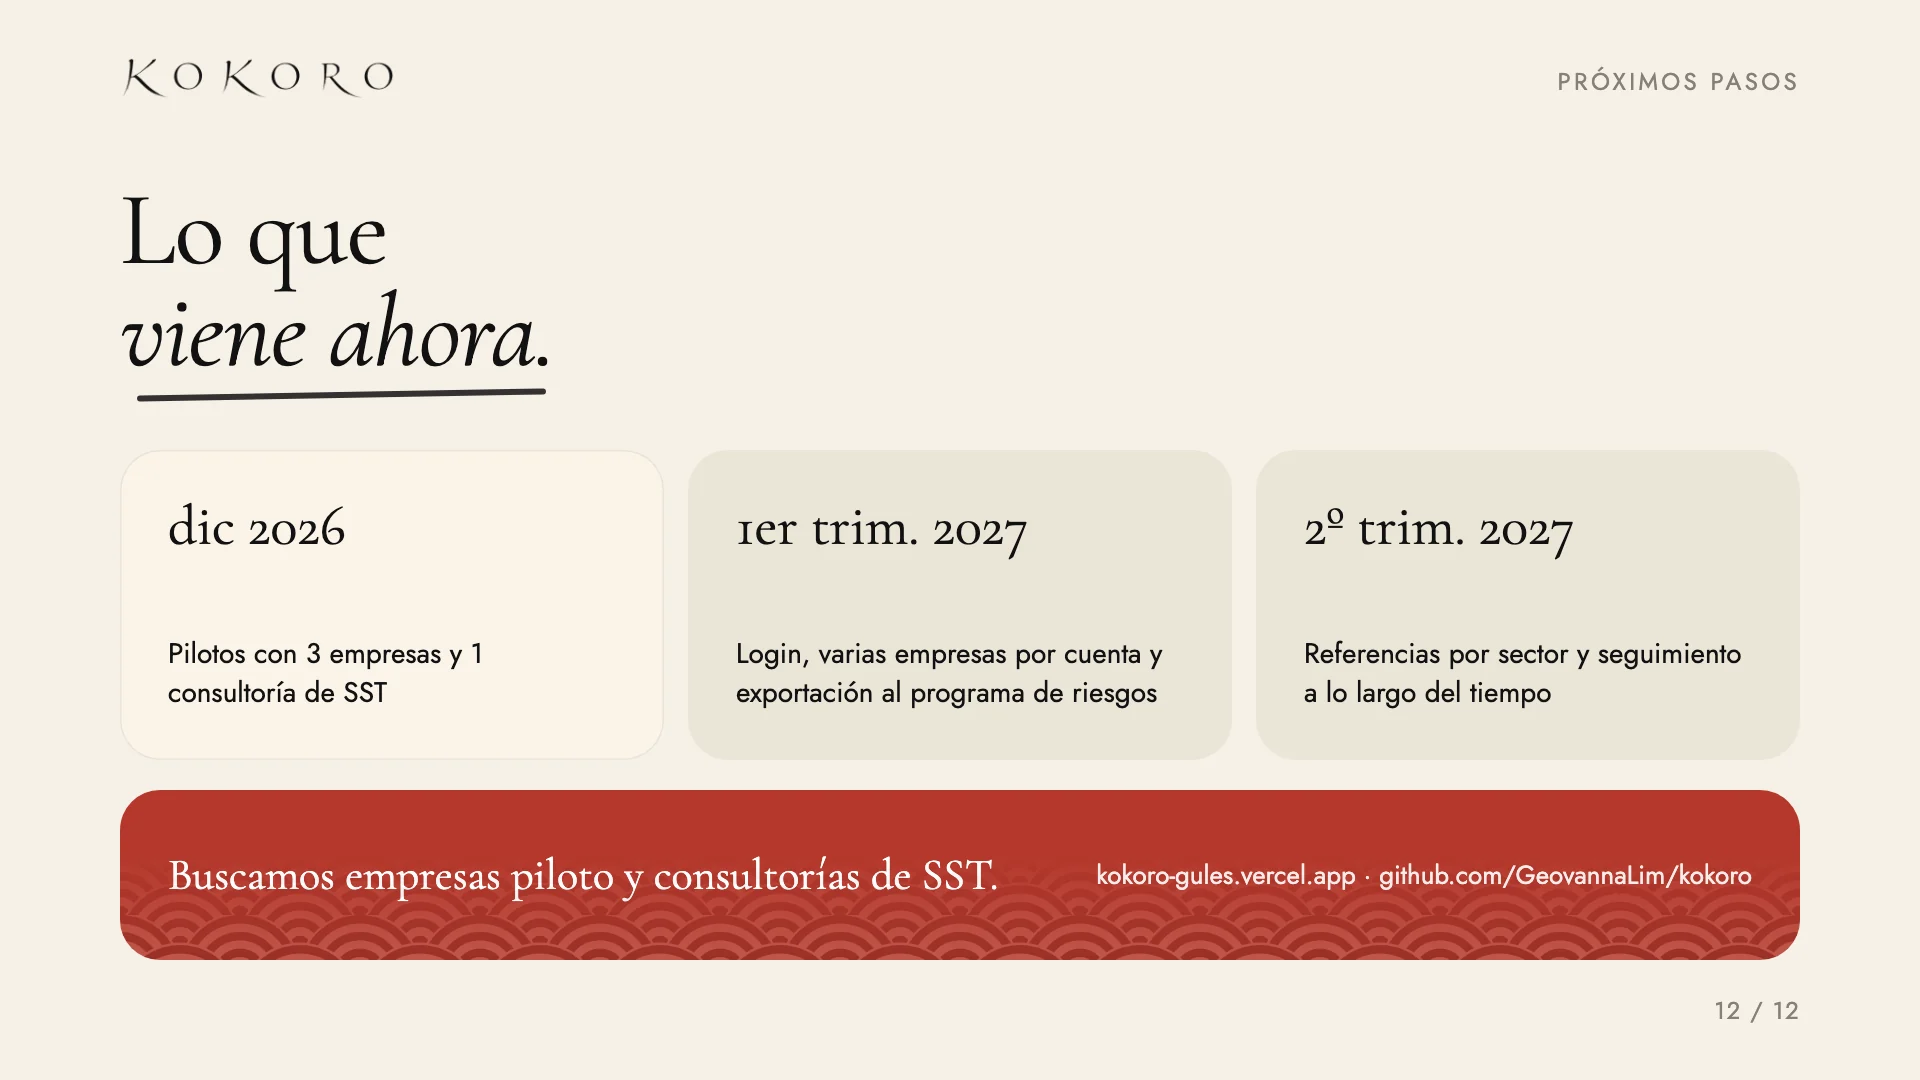 KOKORO
PRÓXIMOS PASOS
Lo que
viene ahora.
dic 2026
Pilotos con 3 empresas y 1
consultoría de SST
1er trim. 2027
Login, varias empresas por cuenta y
exportación al programa de riesgos
2º trim. 2027
Referencias por sector y seguimiento
a lo largo del tiempo
Buscamos empresas piloto y consultorías de SST.
kokoro-gules.vercel.app · github.com/GeovannaLim/kokoro
12 / 12